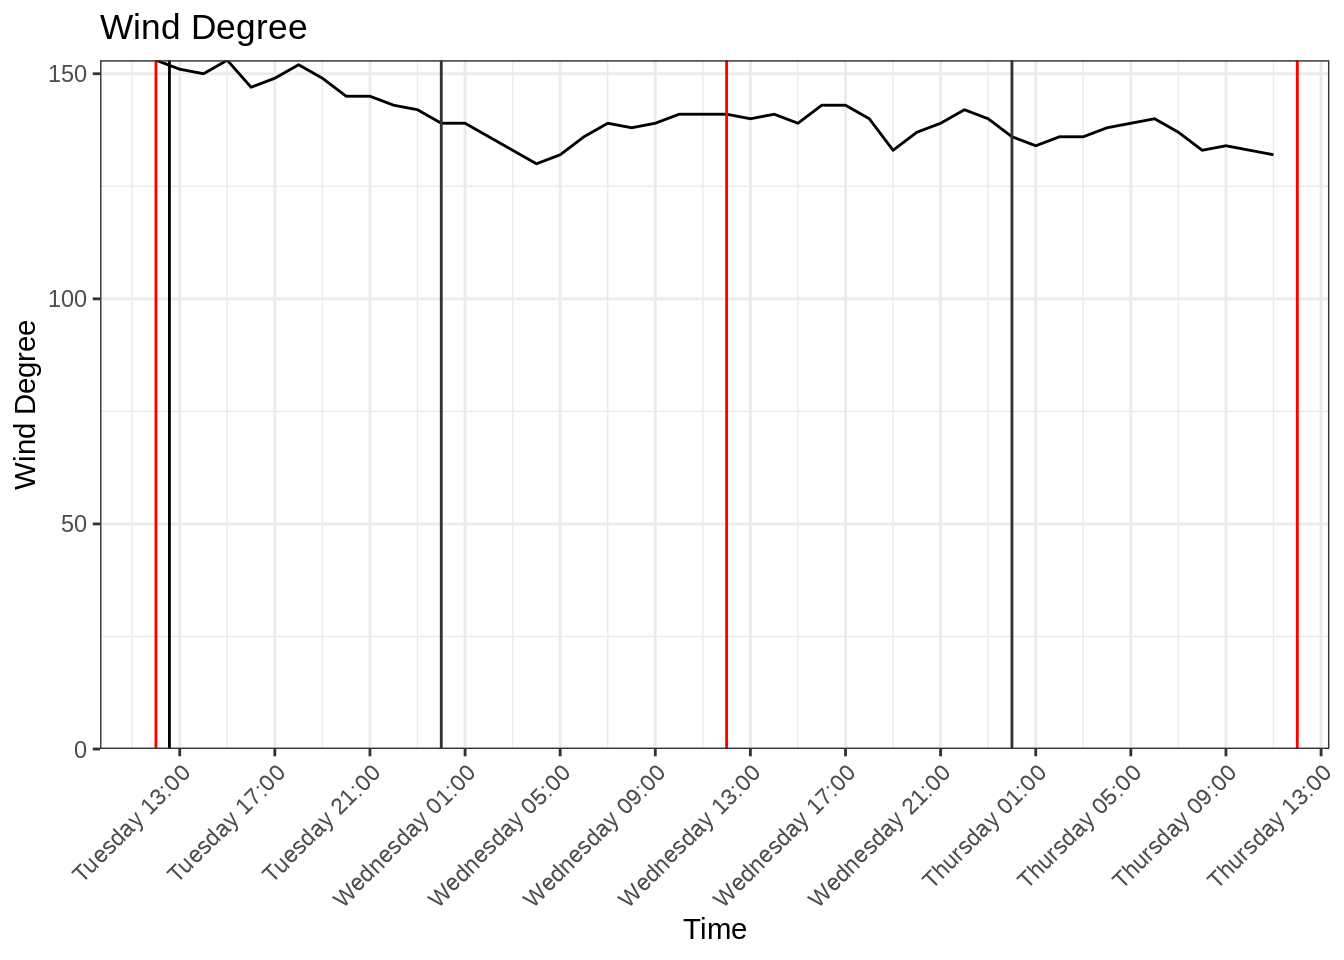 Wind Degree
Wind Degree
150
100
50
0
Tuesday 13:00
Tuesday 17:00
Tuesday 21:00
Wednesday 01:00
Wednesday 05:00
Wednesday 09:00
Wednesday 13:00
Wednesday 17:00
Wednesday 21:00
Thursday 01:00
Thursday 05:00
Thursday 09:00
Thursday 13:00
Time